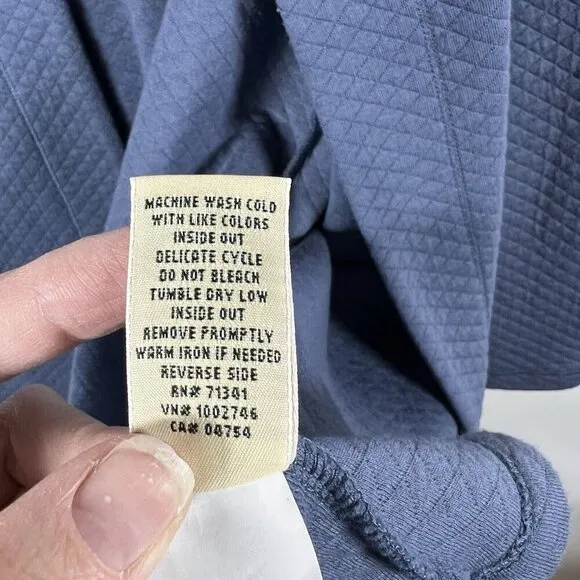 MACHINE WASH COLD
WITH LIKE COLORS
INSIDE OUT
DELICATE CYCLE
DO NOT BLEACH
TUMBLE DRY LOW
INSIDE OUT
REMOVE PROMPTLY
WARM IRON IF NEEDED
REVERSE SIDE
RN# 71341
VN# 1002746
CA# 04754